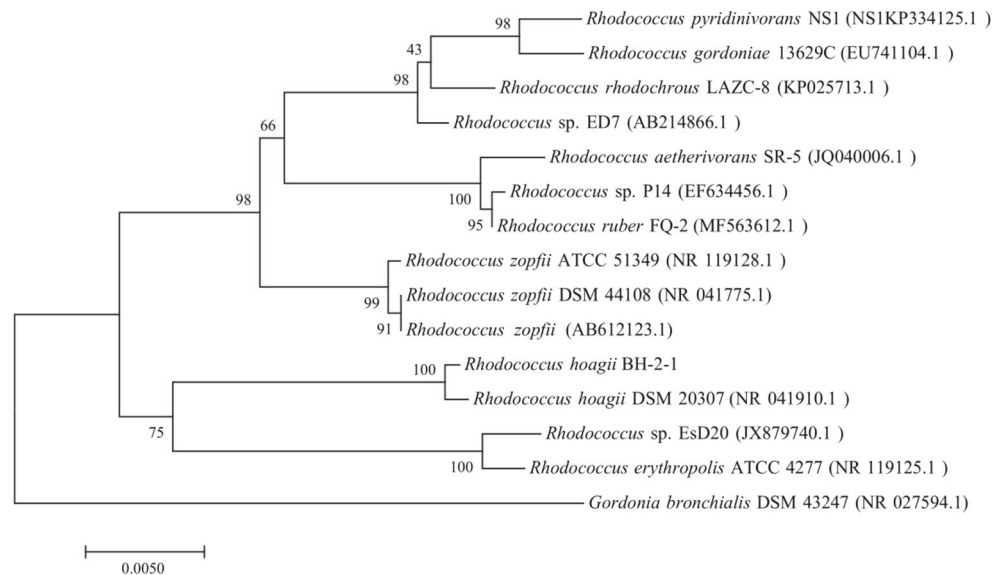 98
Rhodococcus pyridinivorans NS1 (NS1KP334125.1 )
43
Rhodococcus gordoniae 13629C (EU741104.1 )
98
Rhodococcus rhodochrous LAZC-8 (KP025713.1 )
Rhodococcus sp. ED7 (AB214866.1 )
66
Rhodococcus aetherivorans SR-5 (JQ040006.1 )
Rhodococcus sp. P14 (EF634456.1 )
100
98
95
Rhodococcus ruber FQ-2 (MF563612.1 )
Rhodococcus zopfii ATCC 51349 (NR 119128.1 )
Rhodococcus zopfii DSM 44108 (NR 041775.1)
99
91
Rhodococcus zopfii (AB612123.1)
100
Rhodococcus hoagii BH-2-1
Rhodococcus hoagii DSM 20307 (NR 041910.1 )
75
Rhodococcus sp. EsD20 (JX879740.1 )
100
Rhodococcus erythropolis ATCC 4277 (NR 119125.1 )
Gordonia bronchialis DSM 43247 (NR 027594.1)
0.0050